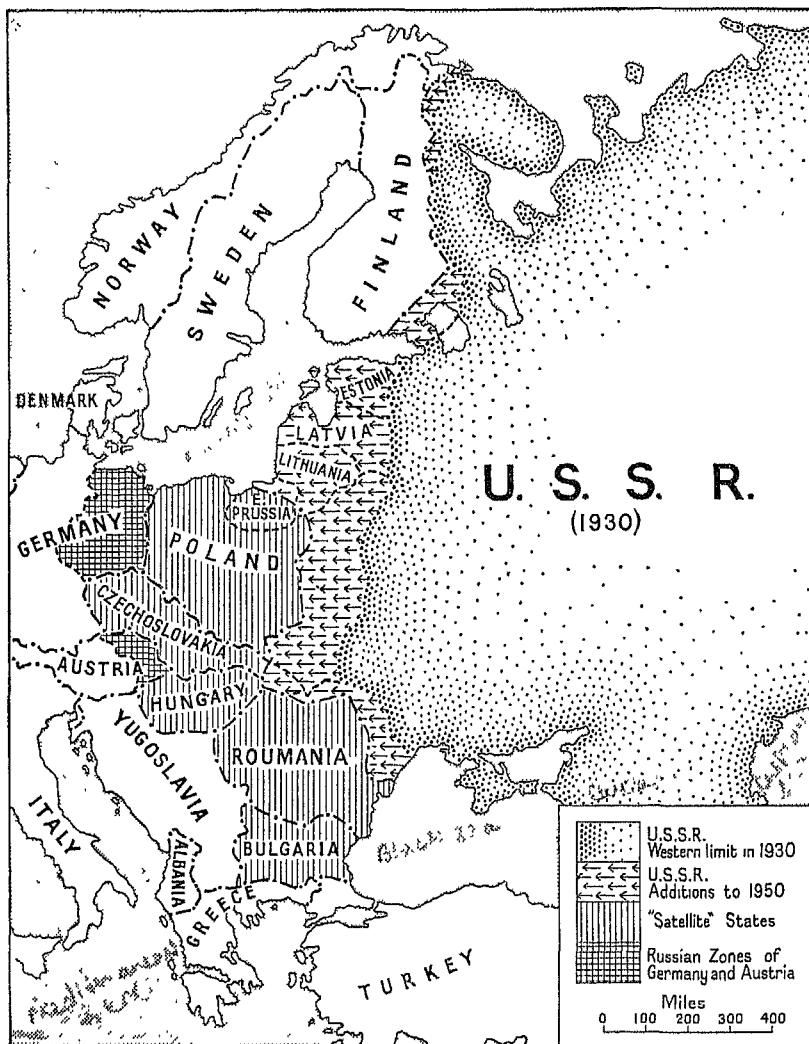 NORWAY
SWEDEN
FINLAND
DENMARK
ESTONIA
LATVIA
LITHUANIA
E.
PRUSSIA
U. S. S. R.
(1930)
GERMANY
POLAND
CZECHOSLOVAKIA
AUSTRIA
HUNGARY
YUGOSLAVIA
ROUMANIA
ITALY
BULGARIA
Black Sea
ALBANIA
GREECE
TURKEY
U.S.S.R.
Western limit in 1930
U.S.S.R.
Additions to 1950
"Satellite" States
Russian Zones of
Germany and Austria
Miles
0 100 200 300 400